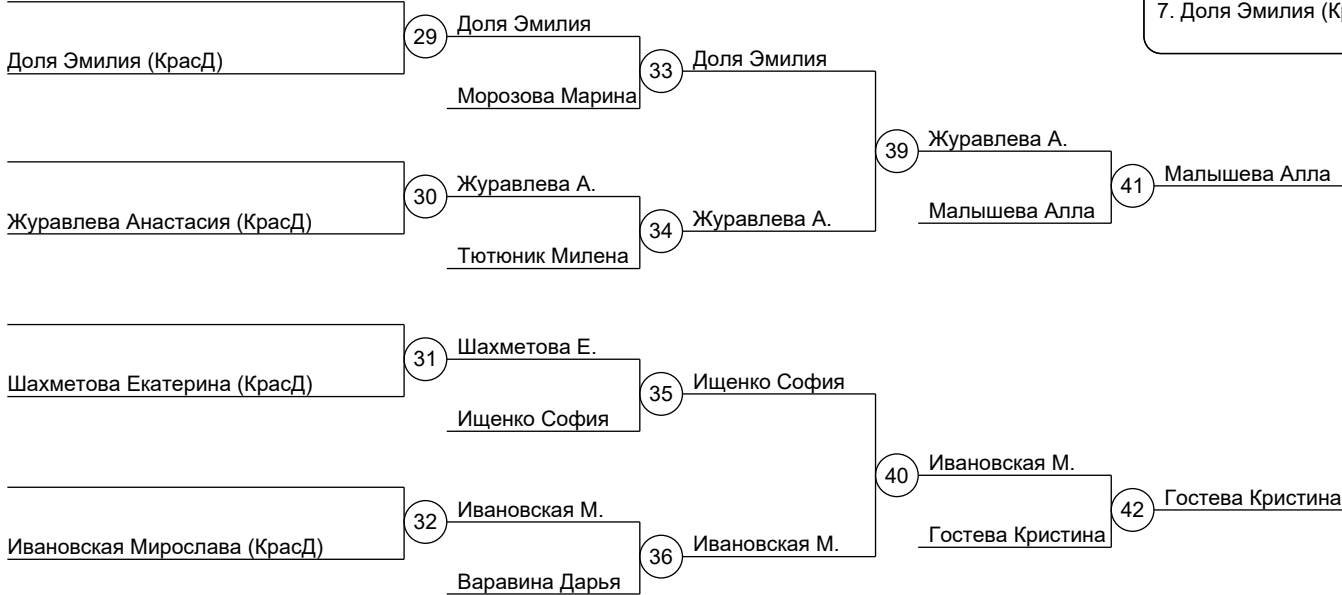 7. Доля Эмилия (К
29
Доля Эмилия
Доля Эмилия (КрасД)
33
Доля Эмилия
Морозова Марина
39
Журавлева А.
30
Журавлева А.
41
Малышева Алла
Журавлева Анастасия (КрасД)
34
Журавлева А.
Малышева Алла
Тютюник Милена
31
Шахметова Е.
Шахметова Екатерина (КрасД)
35
Ищенко София
Ищенко София
40
Ивановская М.
32
Ивановская М.
42
Гостева Кристина
Ивановская Мирослава (КрасД)
36
Ивановская М.
Гостева Кристина
Варавина Дарья